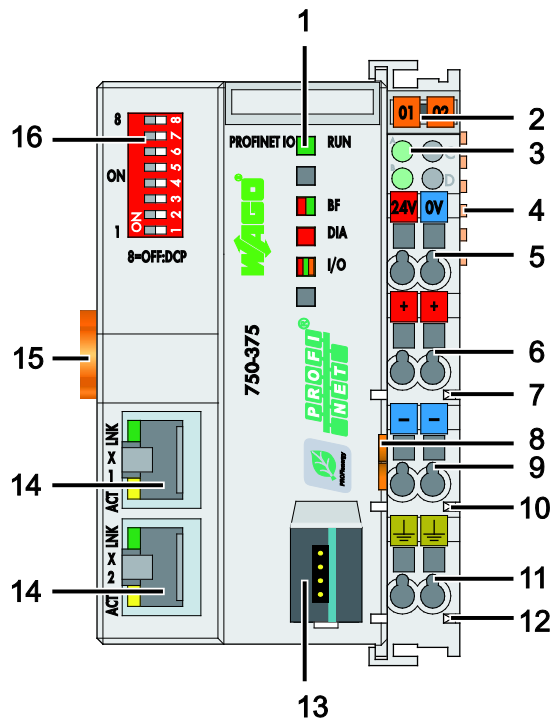 1
16
8
8
7
6
5
4
3
2
1
ON
ON
1
8=OFF:DCP
PROFINET IO
RUN
BF
DIA
I/O
WAGO
750-375
PROFI
NET
®
PROFIenergy
01
02
2
A
C
3
D
24V
0V
4
5
+
+
6
7
8
−
−
9
10
11
12
13
15
LNK
X
1
ACT
14
LNK
X
2
ACT
14